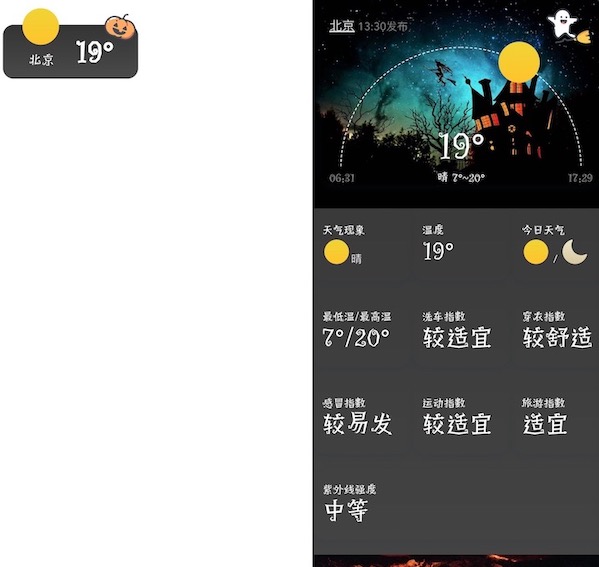 北京 19°
北京 13:30发布
19°
06:31 晴 7°~20° 17:29
天气现象 温度 今日天气
晴 19° /
最低温/最高温 洗车指数 穿衣指数
7°/20° 较适宜 较舒适
感冒指数 运动指数 旅游指数
较易发 较适宜 适宜
紫外线强度
中等